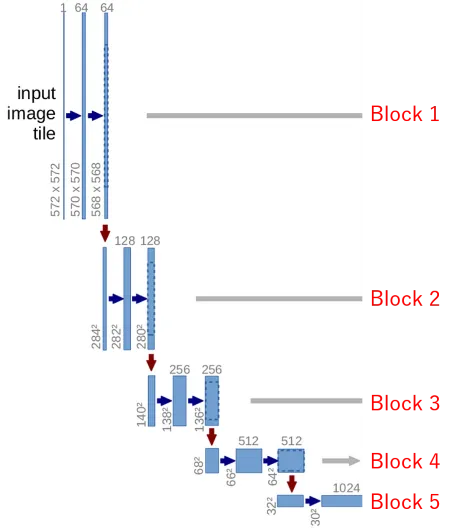 1 64 64
input
image
tile
572 x 572
570 x 570
568 x 568
Block 1
128 128
284²
282²
280²
Block 2
256 256
140²
138²
136²
Block 3
512 512
68²
66²
64²
Block 4
1024
32²
30²
Block 5